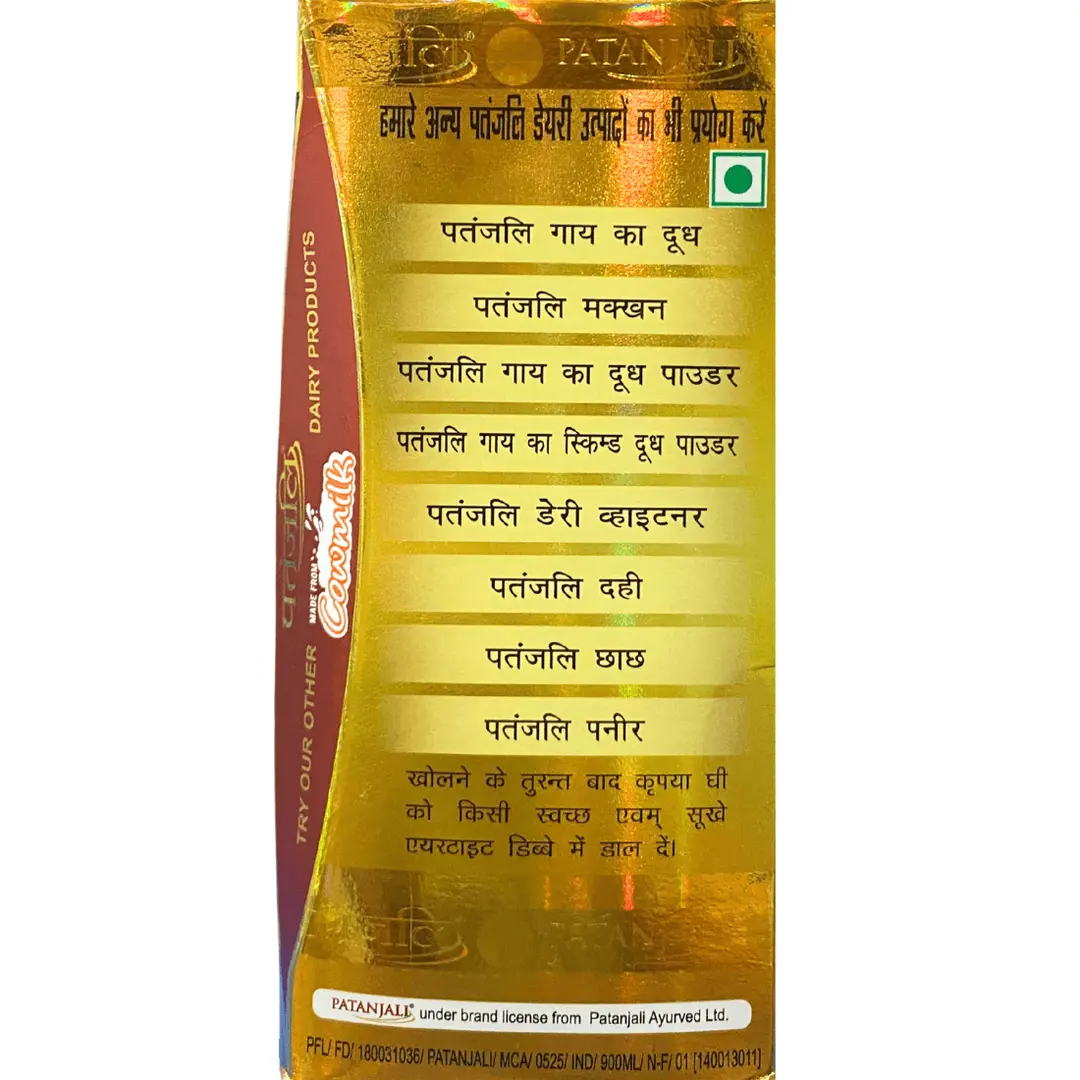 PATANJALI
हमारे अन्य पतंजलि डेयरी उत्पादों का भी प्रयोग करें
पतंजलि गाय का दूध
पतंजलि मक्खन
पतंजलि गाय का दूध पाउडर
पतंजलि गाय का स्किम्ड दूध पाउडर
पतंजलि डेरी व्हाइटनर
पतंजलि दही
पतंजलि छाछ
पतंजलि पनीर
खोलने के तुरन्त बाद कृपया घी
को किसी स्वच्छ एवम् सूखे
एयरटाइट डिब्बे में डाल दें।
TRY OUR OTHER पतंजलि DAIRY PRODUCTS
MADE FROM
Cowmilk
PATANJALI® under brand license from Patanjali Ayurved Ltd.
PFL/ FD/ 180031036/ PATANJALI/ MCA/ 0525/ IND/ 900ML/ N-F/ 01 [140013011]